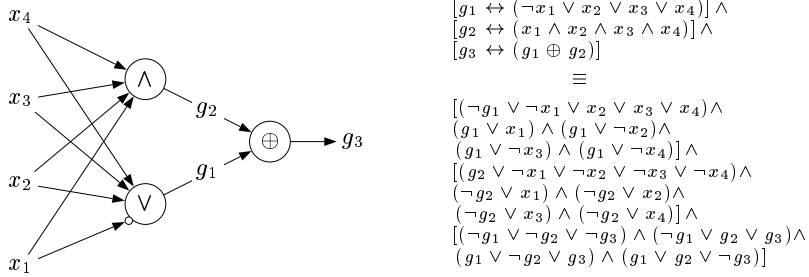 x₄
x₃
x₂
x₁
∧
∨
g₂
g₁
⊕
g₃
[g₁ ↔ (¬x₁ ∨ x₂ ∨ x₃ ∨ x₄)] ∧
[g₂ ↔ (x₁ ∧ x₂ ∧ x₃ ∧ x₄)] ∧
[g₃ ↔ (g₁ ⊕ g₂)]
≡
[(¬g₁ ∨ ¬x₁ ∨ x₂ ∨ x₃ ∨ x₄)∧
(g₁ ∨ x₁) ∧ (g₁ ∨ ¬x₂)∧
(g₁ ∨ ¬x₃) ∧ (g₁ ∨ ¬x₄)] ∧
[(g₂ ∨ ¬x₁ ∨ ¬x₂ ∨ ¬x₃ ∨ ¬x₄)∧
(¬g₂ ∨ x₁) ∧ (¬g₂ ∨ x₂)∧
(¬g₂ ∨ x₃) ∧ (¬g₂ ∨ x₄)] ∧
[(¬g₁ ∨ ¬g₂ ∨ ¬g₃) ∧ (¬g₁ ∨ g₂ ∨ g₃)∧
(g₁ ∨ ¬g₂ ∨ g₃) ∧ (g₁ ∨ g₂ ∨ ¬g₃)]